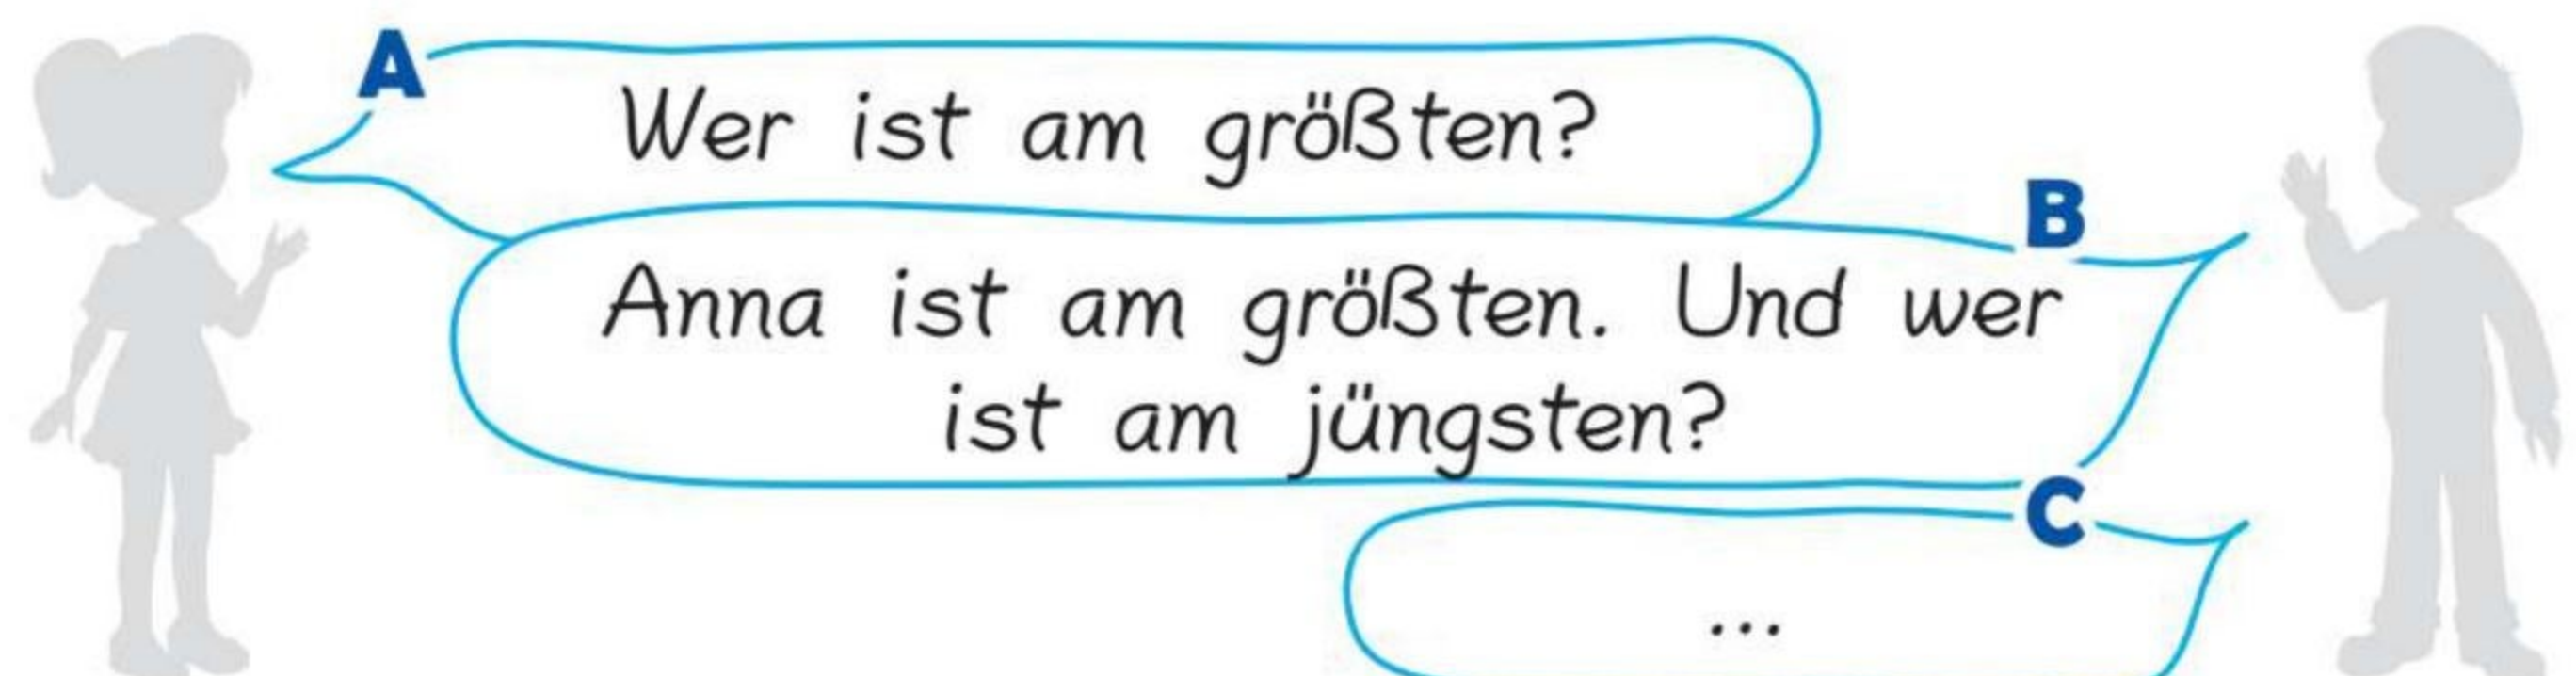 A
Wer ist am größten?
B
Anna ist am größten. Und wer
ist am jüngsten?
C
...